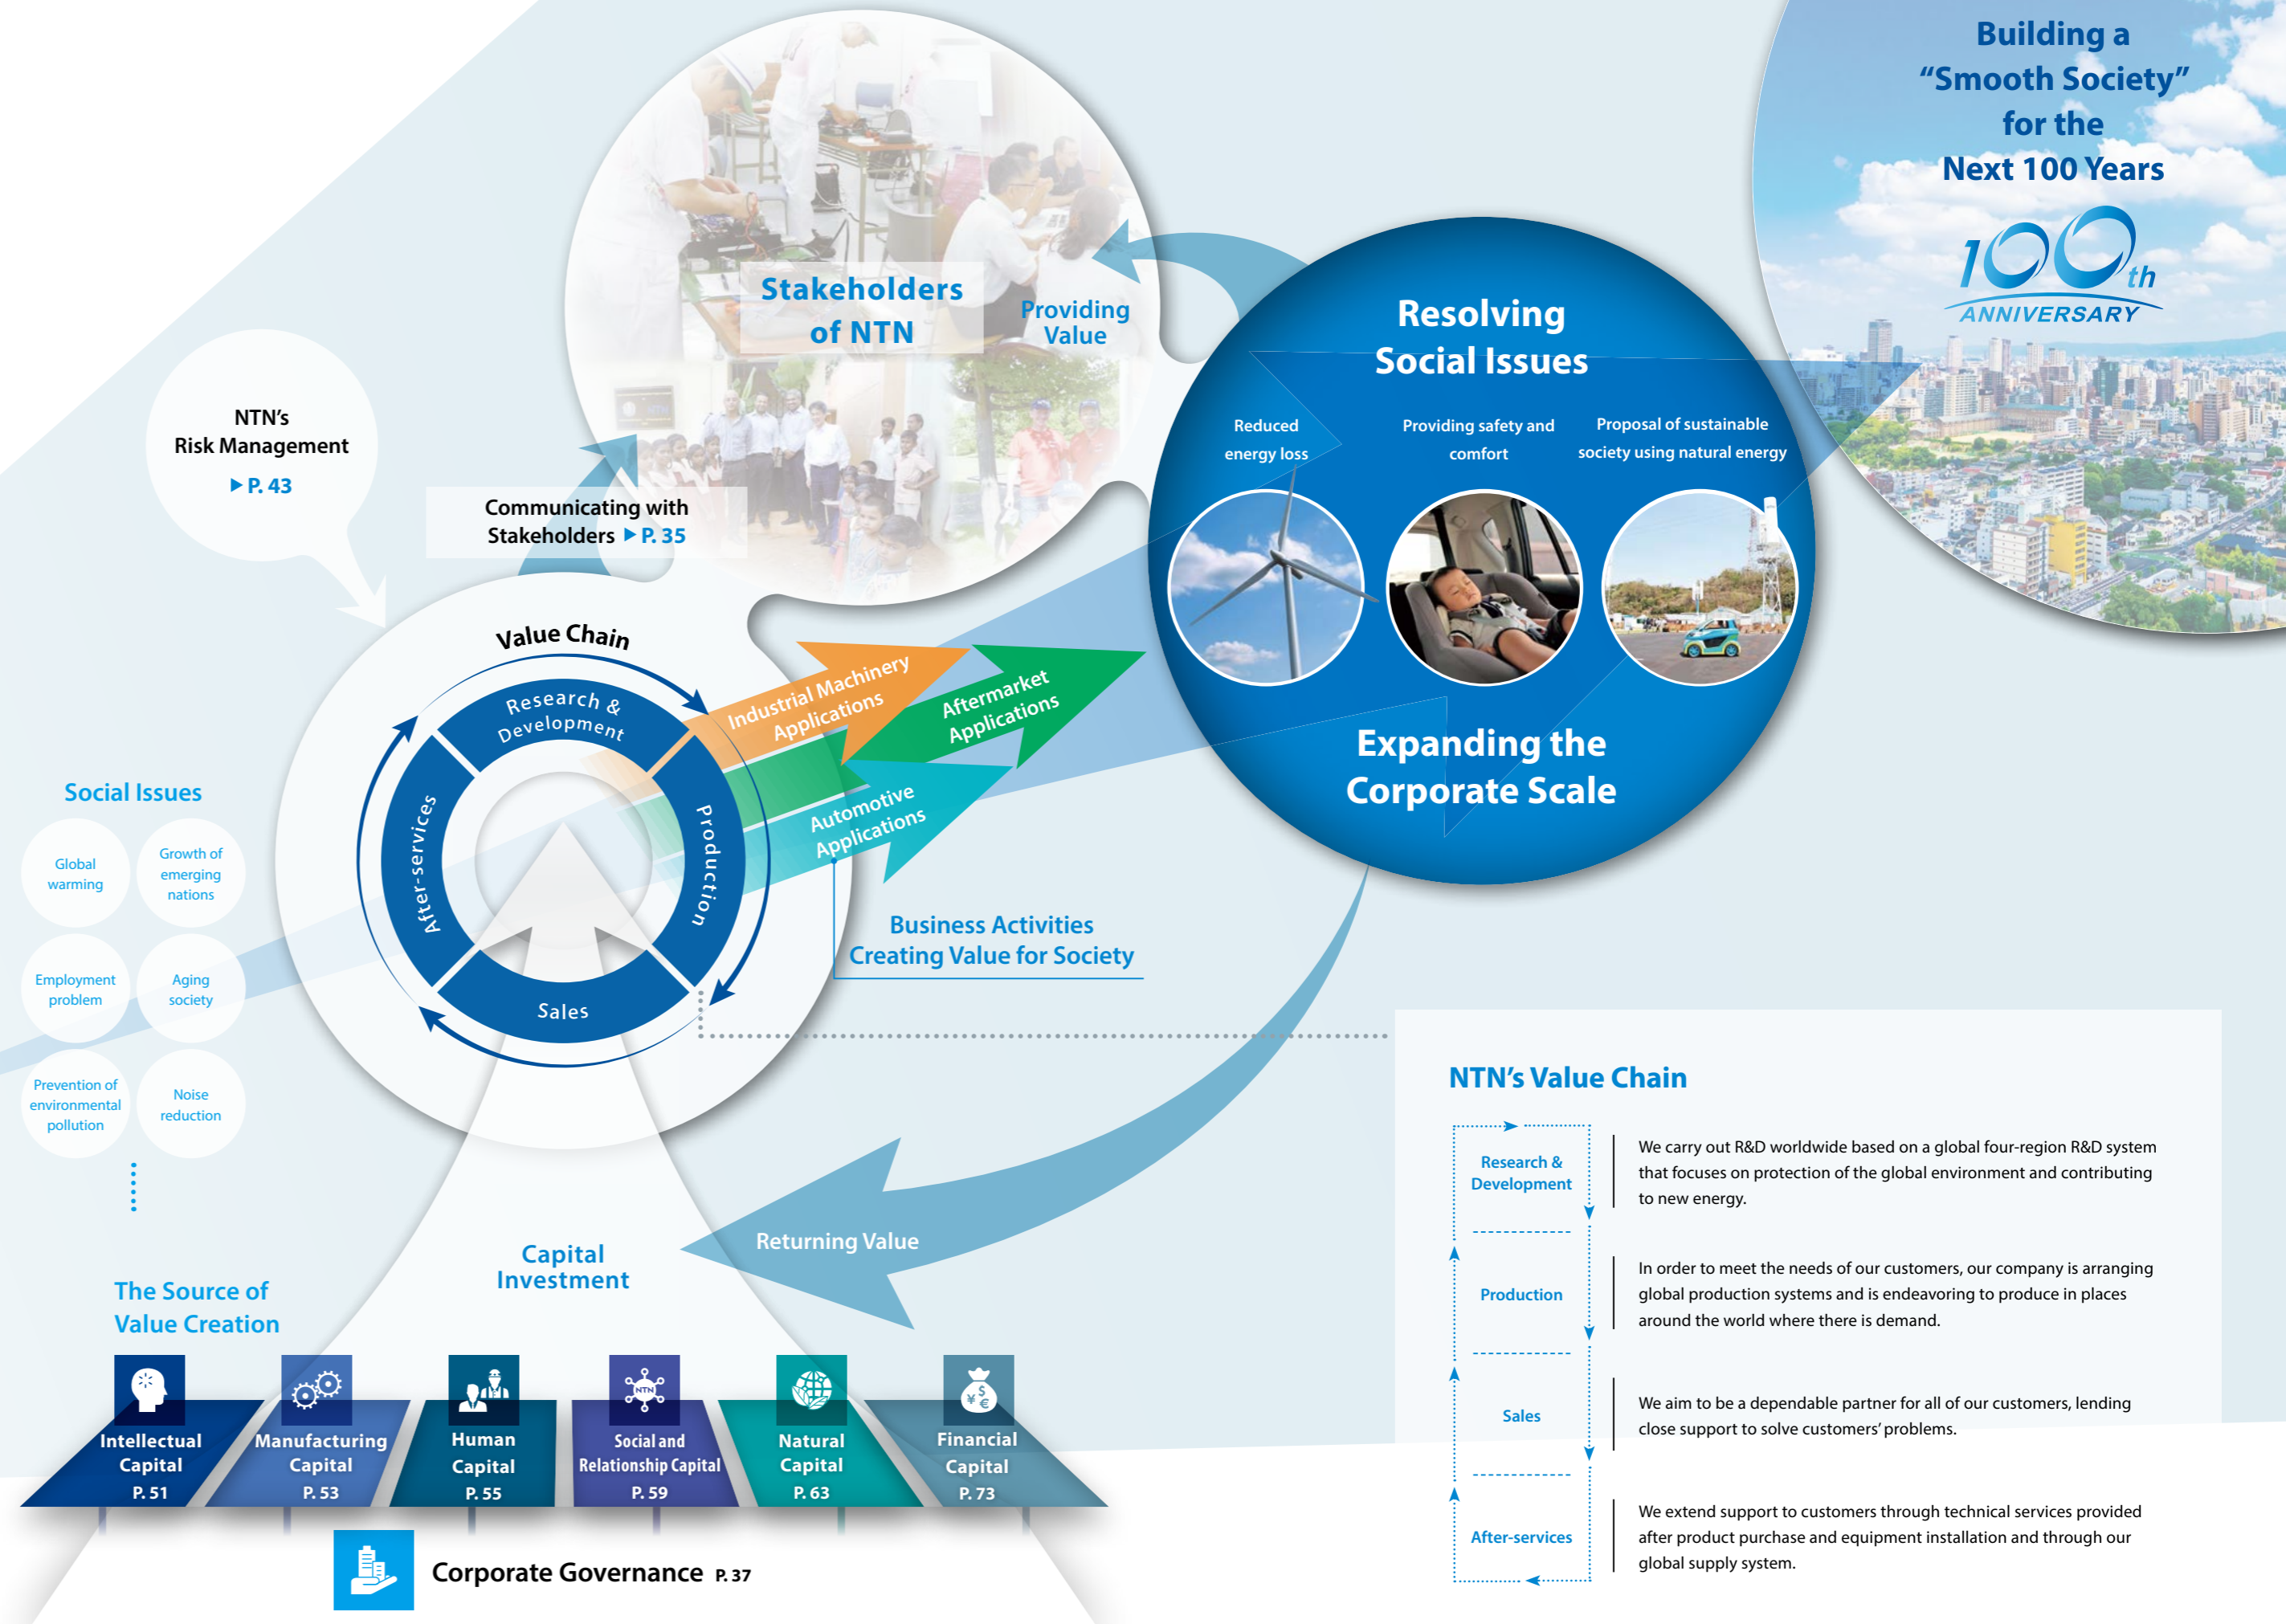 Building a
“Smooth Society”
for the
Next 100 Years
100th
ANNIVERSARY
Stakeholders
of NTN
Providing
Value
Resolving
Social Issues
Reduced
energy loss
Providing safety and
comfort
Proposal of sustainable
society using natural energy
Expanding the
Corporate Scale
NTN’s
Risk Management
▶ P. 43
Communicating with
Stakeholders ▶ P. 35
Value Chain
Research &
Development
Production
Sales
After-services
Industrial Machinery
Applications
Aftermarket
Applications
Automotive
Applications
Business Activities
Creating Value for Society
Social Issues
Global
warming
Growth of
emerging
nations
Employment
problem
Aging
society
Prevention of
environmental
pollution
Noise
reduction
Returning Value
Capital
Investment
The Source of
Value Creation
Intellectual
Capital
P. 51
Manufacturing
Capital
P. 53
Human
Capital
P. 55
NTN
Social and
Relationship Capital
P. 59
Natural
Capital
P. 63
$
¥ €
Financial
Capital
P. 73
Corporate Governance P. 37
NTN’s Value Chain
Research &
Development
We carry out R&D worldwide based on a global four-region R&D system
that focuses on protection of the global environment and contributing
to new energy.
Production
In order to meet the needs of our customers, our company is arranging
global production systems and is endeavoring to produce in places
around the world where there is demand.
Sales
We aim to be a dependable partner for all of our customers, lending
close support to solve customers’ problems.
After-services
We extend support to customers through technical services provided
after product purchase and equipment installation and through our
global supply system.